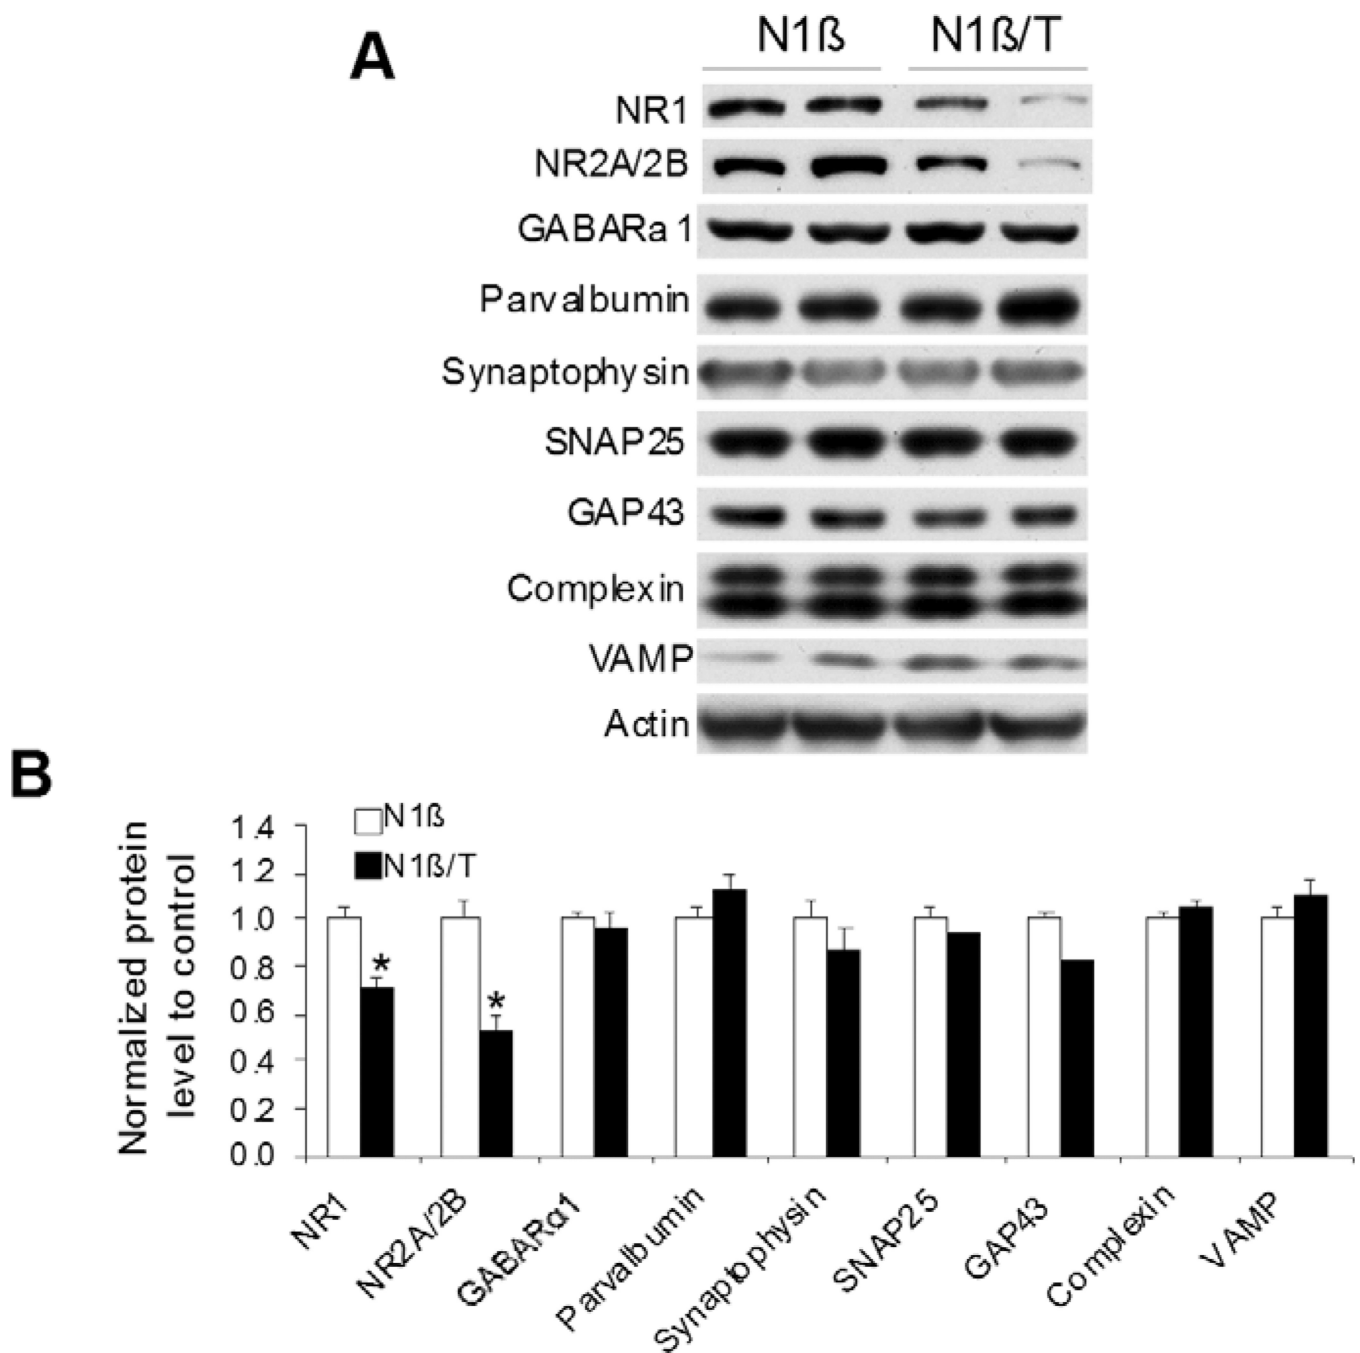 A
N1ß
N1ß/T
NR1
NR2A/2B
GABARa1
Parvalbumin
Synaptophysin
SNAP25
GAP43
Complexin
VAMP
Actin
B
Normalized protein
level to control
N1ß
N1ß/T
1.4
1.2
1.0
0.8
0.6
0.4
0.2
0.0
*
*
NR1
NR2A/2B
GABARα1
Parvalbumin
Synaptophysin
SNAP25
GAP43
Complexin
VAMP